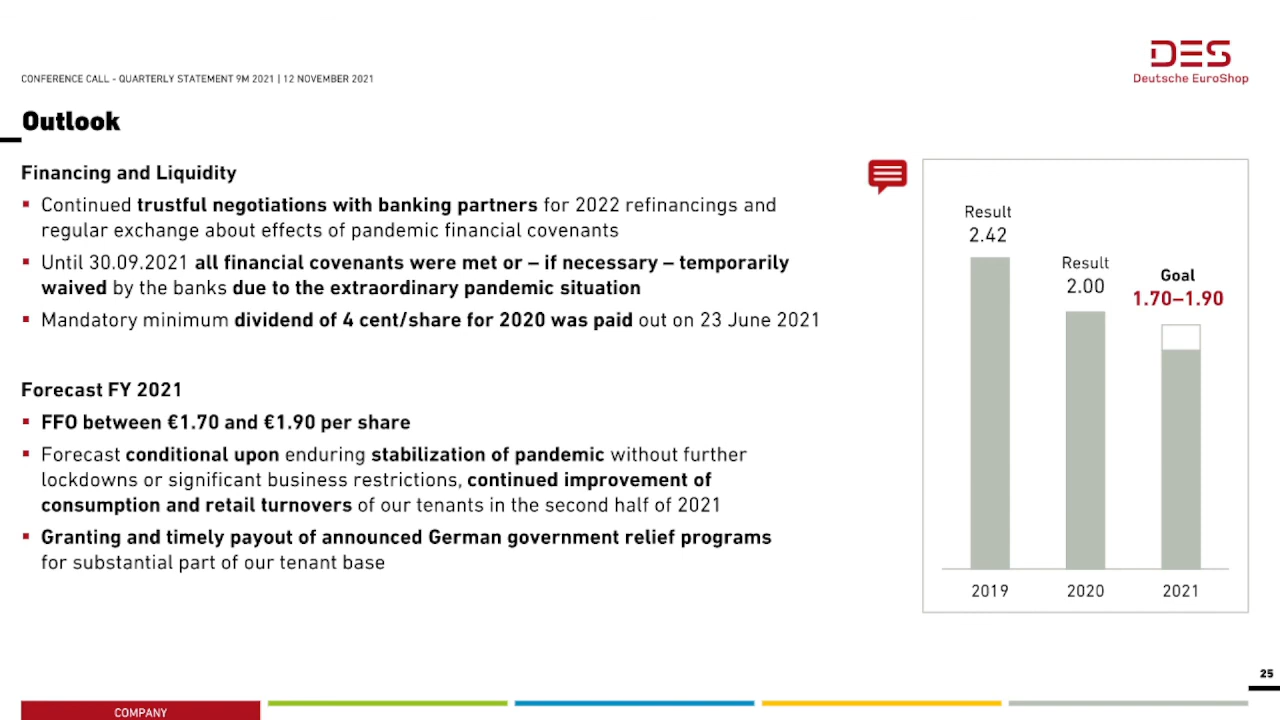 CONFERENCE CALL - QUARTERLY STATEMENT 9M 2021 | 12 NOVEMBER 2021
DES
Deutsche EuroShop
Outlook
Financing and Liquidity
Continued trustful negotiations with banking partners for 2022 refinancings and
regular exchange about effects of pandemic financial covenants
Until 30.09.2021 all financial covenants were met or – if necessary – temporarily
waived by the banks due to the extraordinary pandemic situation
Mandatory minimum dividend of 4 cent/share for 2020 was paid out on 23 June 2021
Forecast FY 2021
FFO between €1.70 and €1.90 per share
Forecast conditional upon enduring stabilization of pandemic without further
lockdowns or significant business restrictions, continued improvement of
consumption and retail turnovers of our tenants in the second half of 2021
Granting and timely payout of announced German government relief programs
for substantial part of our tenant base
Result
2.42
Result
2.00
Goal
1.70–1.90
2019 2020 2021
25
COMPANY